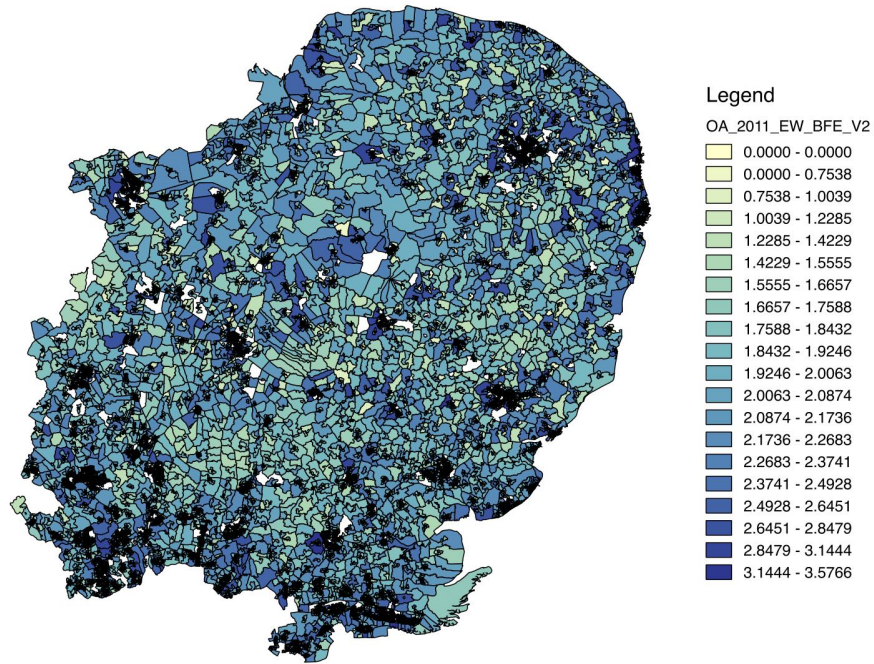 Legend
OA_2011_EW_BFE_V2
0.0000 - 0.0000
0.0000 - 0.7538
0.7538 - 1.0039
1.0039 - 1.2285
1.2285 - 1.4229
1.4229 - 1.5555
1.5555 - 1.6657
1.6657 - 1.7588
1.7588 - 1.8432
1.8432 - 1.9246
1.9246 - 2.0063
2.0063 - 2.0874
2.0874 - 2.1736
2.1736 - 2.2683
2.2683 - 2.3741
2.3741 - 2.4928
2.4928 - 2.6451
2.6451 - 2.8479
2.8479 - 3.1444
3.1444 - 3.5766